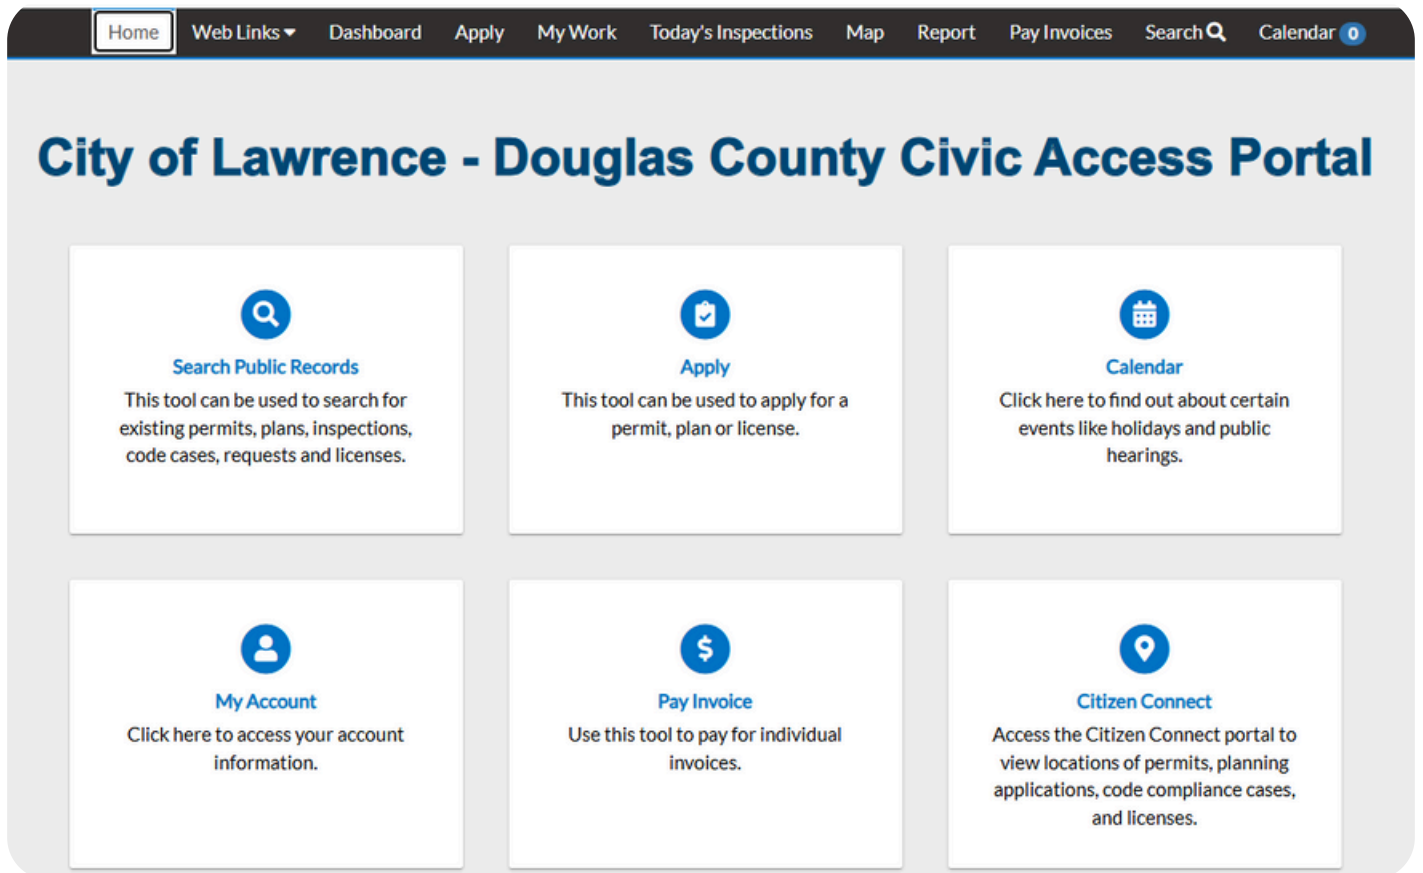 Home Web Links Dashboard Apply My Work Today's Inspections Map Report Pay Invoices Search Calendar 0
City of Lawrence - Douglas County Civic Access Portal
Search Public Records
This tool can be used to search for
existing permits, plans, inspections,
code cases, requests and licenses.
Apply
This tool can be used to apply for a
permit, plan or license.
Calendar
Click here to find out about certain
events like holidays and public
hearings.
My Account
Click here to access your account
information.
Pay Invoice
Use this tool to pay for individual
invoices.
Citizen Connect
Access the Citizen Connect portal to
view locations of permits, planning
applications, code compliance cases,
and licenses.